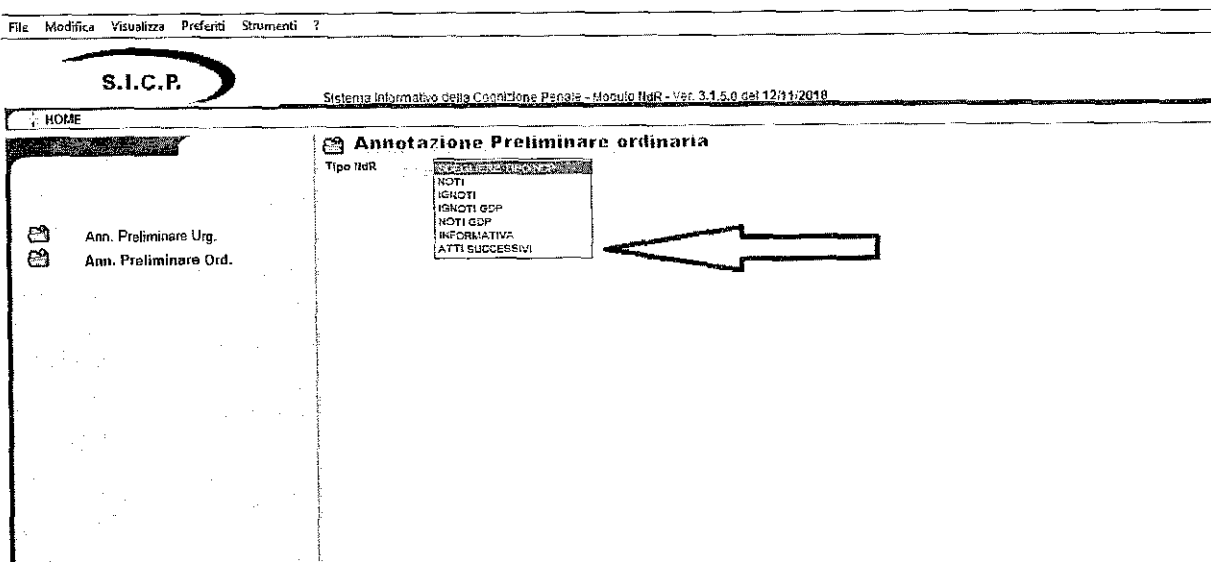 File Modifica Visualizza Preferiti Strumenti ?
S.I.C.P.
Sistema Informativo della Cognizione Penale - Modulo NdR - Ver. 3.1.5.0 del 12/11/2018
HOME
Annotazione Preliminare ordinaria
Tipo NdR
NOTI
IGNOTI
IGNOTI GDP
NOTI GDP
INFORMATIVA
ATTI SUCCESSIVI
Ann. Preliminare Urg.
Ann. Preliminare Ord.